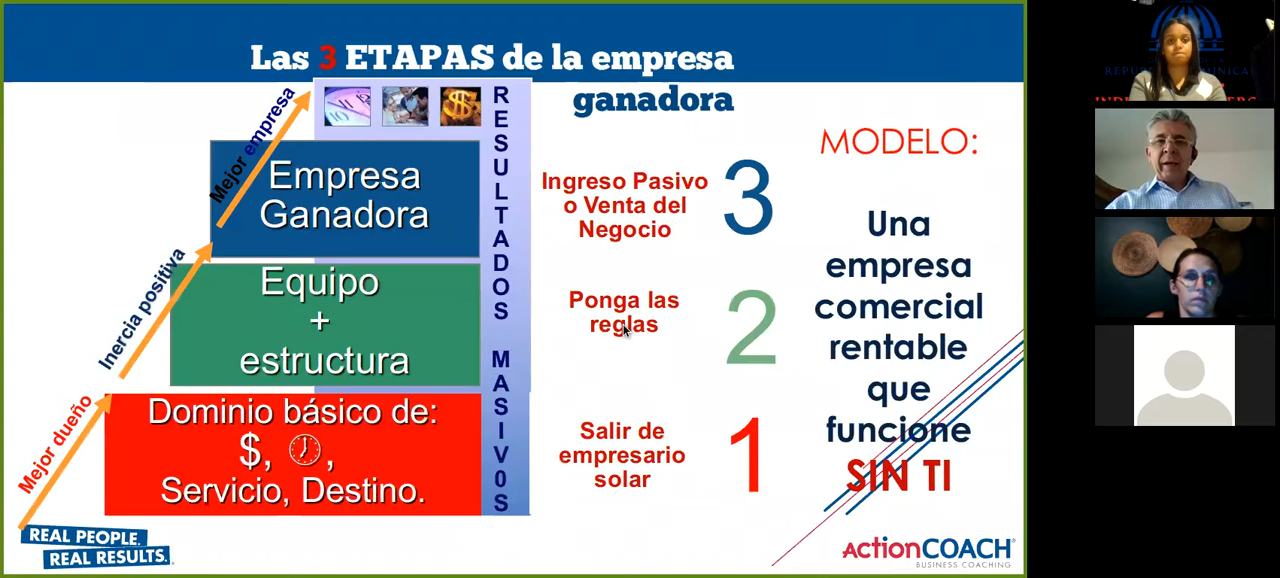 Las 3 ETAPAS de la empresa
ganadora
Mejor empresa
Inercia positiva
Mejor dueño
Empresa
Ganadora
Equipo
+
estructura
Dominio básico de:
$, ,
Servicio, Destino.
RESULTADOS MASIV0S
Ingreso Pasivo
o Venta del
Negocio
3
Ponga las
reglas
2
Salir de
empresario
solar
1
MODELO:
Una
empresa
comercial
rentable
que
funcione
SIN TI
REAL PEOPLE.
REAL RESULTS.
ActionCOACH
BUSINESS COACHING